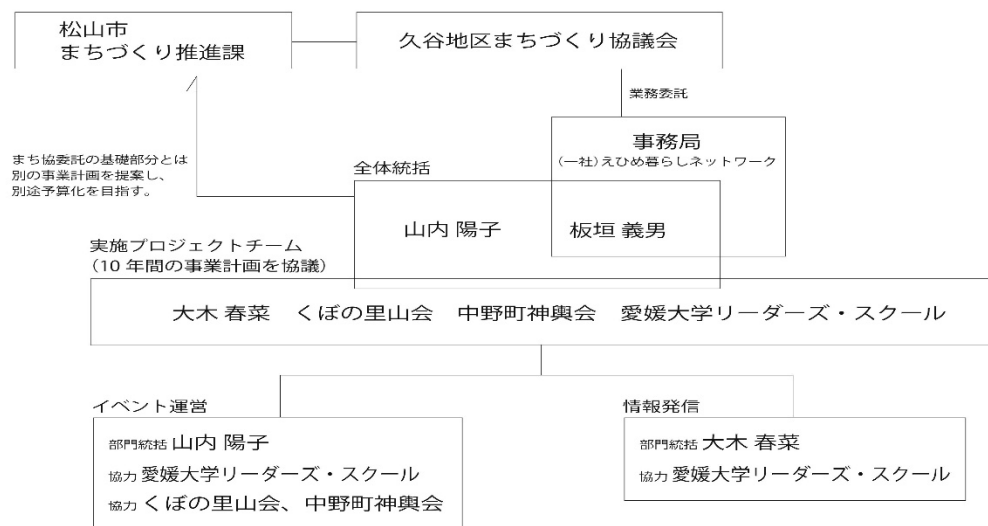 松山市
まちづくり推進課
久谷地区まちづくり協議会
業務委託
事務局
(一社)えひめ暮らしネットワーク
まち協委託の基礎部分とは
別の事業計画を提案し、
別途予算化を目指す。
全体統括
山内 陽子
板垣 義男
実施プロジェクトチーム
(10年間の事業計画を協議)
大木 春菜 くぼの里山会 中野町神輿会 愛媛大学リーダーズ・スクール
イベント運営
部門統括 山内 陽子
協力 愛媛大学リーダーズ・スクール
協力 くぼの里山会、中野町神輿会
情報発信
部門統括 大木 春菜
協力 愛媛大学リーダーズ・スクール